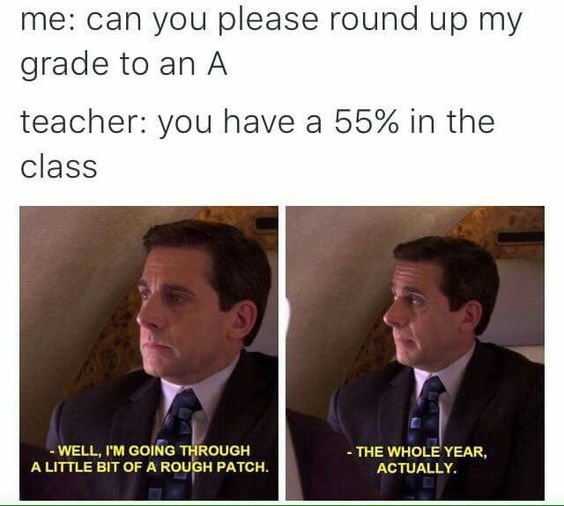 me: can you please round up my
grade to an A
teacher: you have a 55% in the
class
- WELL, I'M GOING THROUGH
A LITTLE BIT OF A ROUGH PATCH.
- THE WHOLE YEAR,
ACTUALLY.